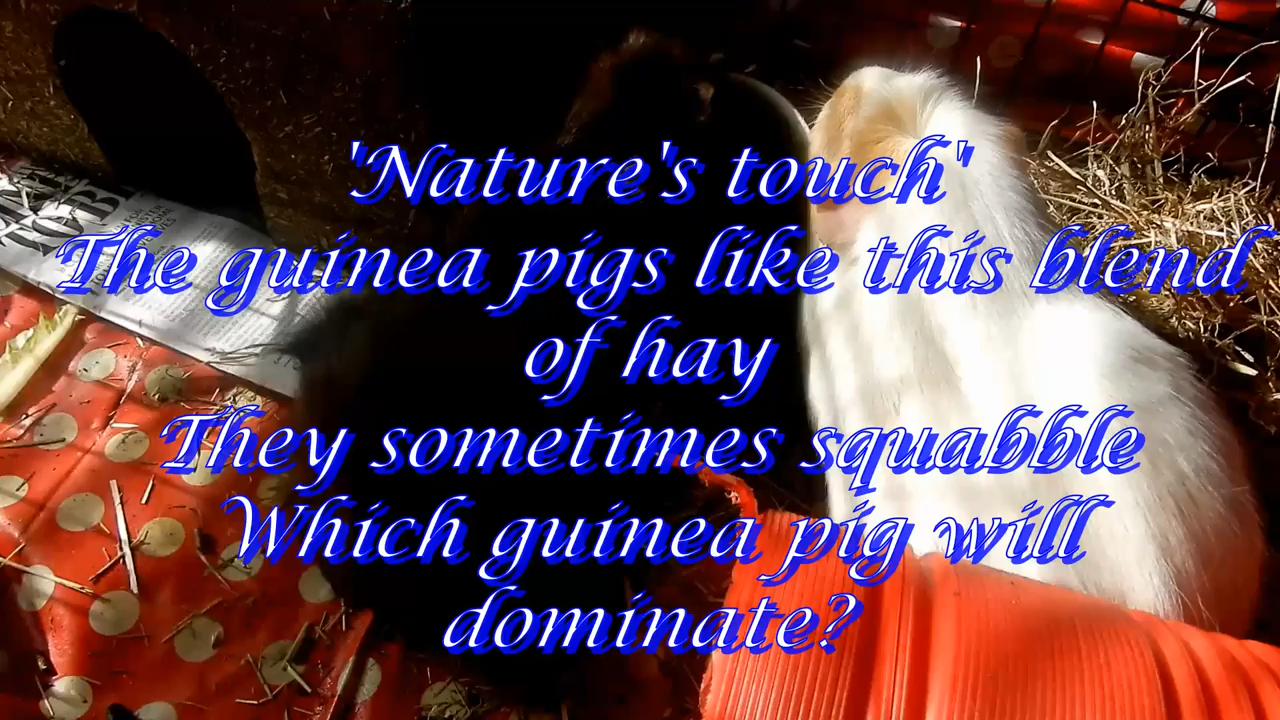 'Nature's touch'
The guinea pigs like this blend
of hay
They sometimes squabble
Which guinea pig will
dominate?